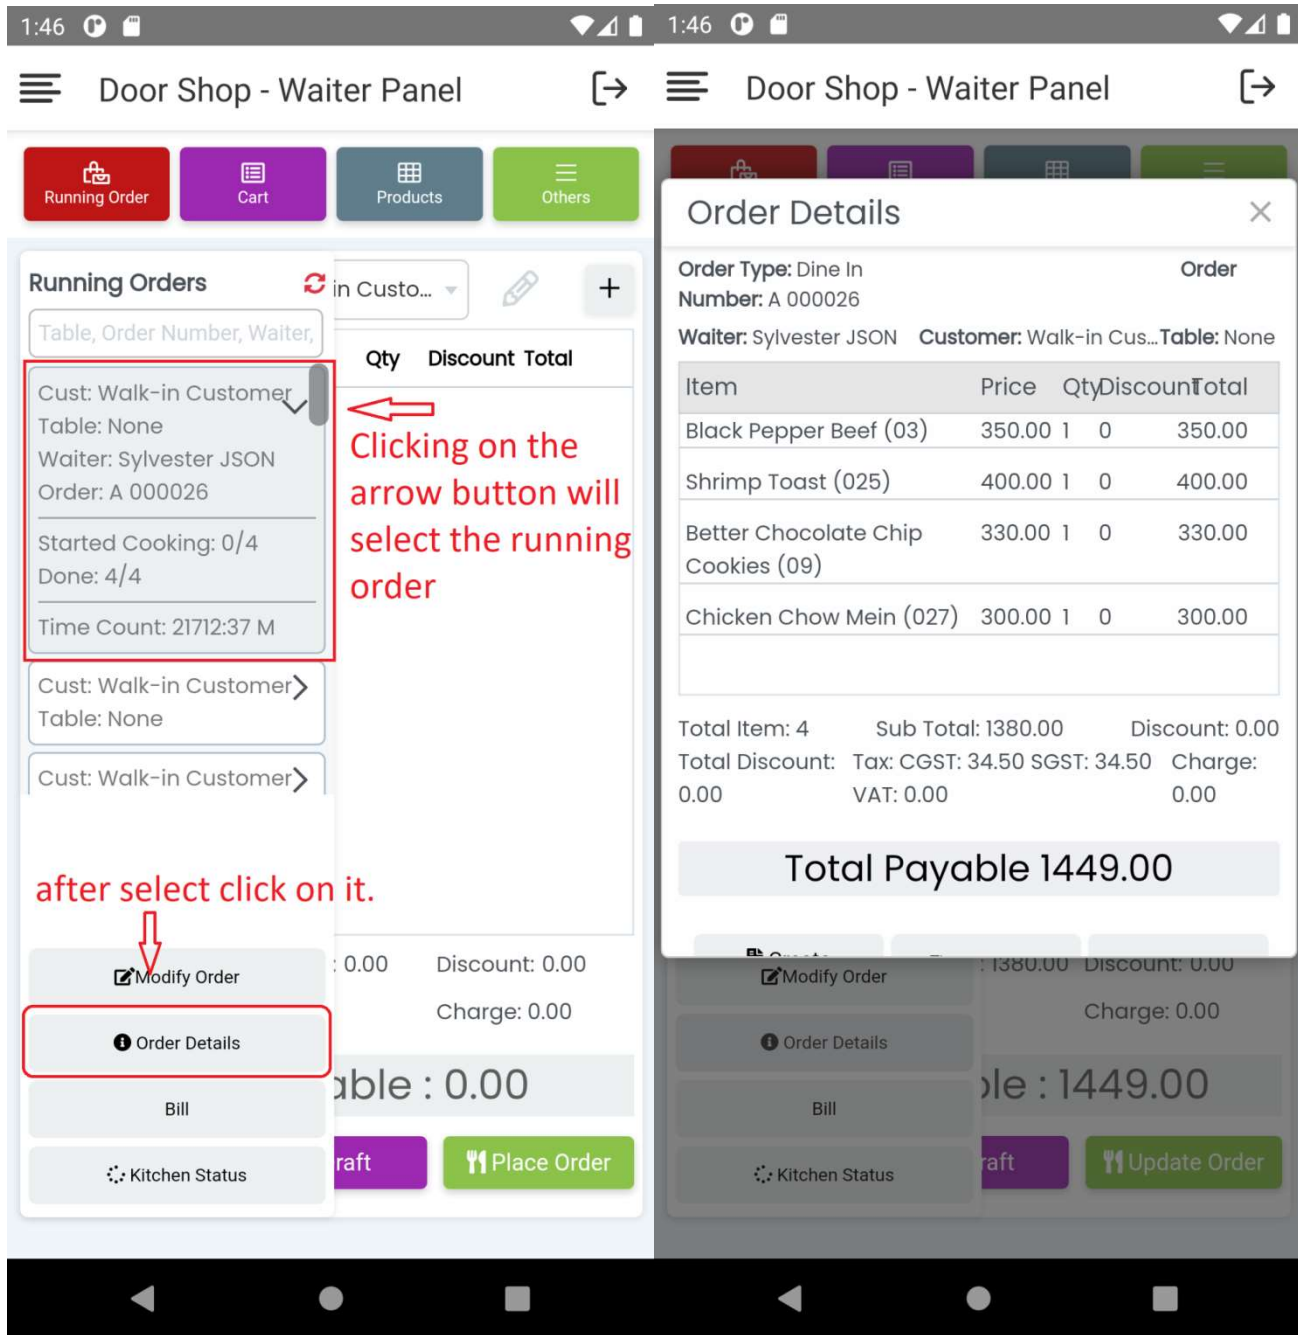 1:46
Door Shop - Waiter Panel
Running Order
Cart
Products
Others
Running Orders
in Custo...
+
Table, Order Number, Waiter,
Qty Discount Total
Cust: Walk-in Customer
Table: None
Waiter: Sylvester JSON
Order: A 000026
Started Cooking: 0/4
Done: 4/4
Time Count: 21712:37 M
Clicking on the
arrow button will
select the running
order
Cust: Walk-in Customer
Table: None
Cust: Walk-in Customer
after select click on it.
Modify Order
Order Details
Bill
Kitchen Status
: 0.00 Discount: 0.00
Charge: 0.00
able : 0.00
raft
Place Order
1:46
Door Shop - Waiter Panel
Order Details
Order Type: Dine In Order
Number: A 000026
Waiter: Sylvester JSON Customer: Walk-in Cus... Table: None
Item Price Qty Discount Total
Black Pepper Beef (03) 350.00 1 0 350.00
Shrimp Toast (025) 400.00 1 0 400.00
Better Chocolate Chip 330.00 1 0 330.00
Cookies (09)
Chicken Chow Mein (027) 300.00 1 0 300.00
Total Item: 4 Sub Total: 1380.00 Discount: 0.00
Total Discount: Tax: CGST: 34.50 SGST: 34.50 Charge:
0.00 VAT: 0.00 0.00
Total Payable 1449.00
Modify Order
: 1380.00 Discount: 0.00
Charge: 0.00
Order Details
Bill
ole : 1449.00
Kitchen Status
raft
Update Order